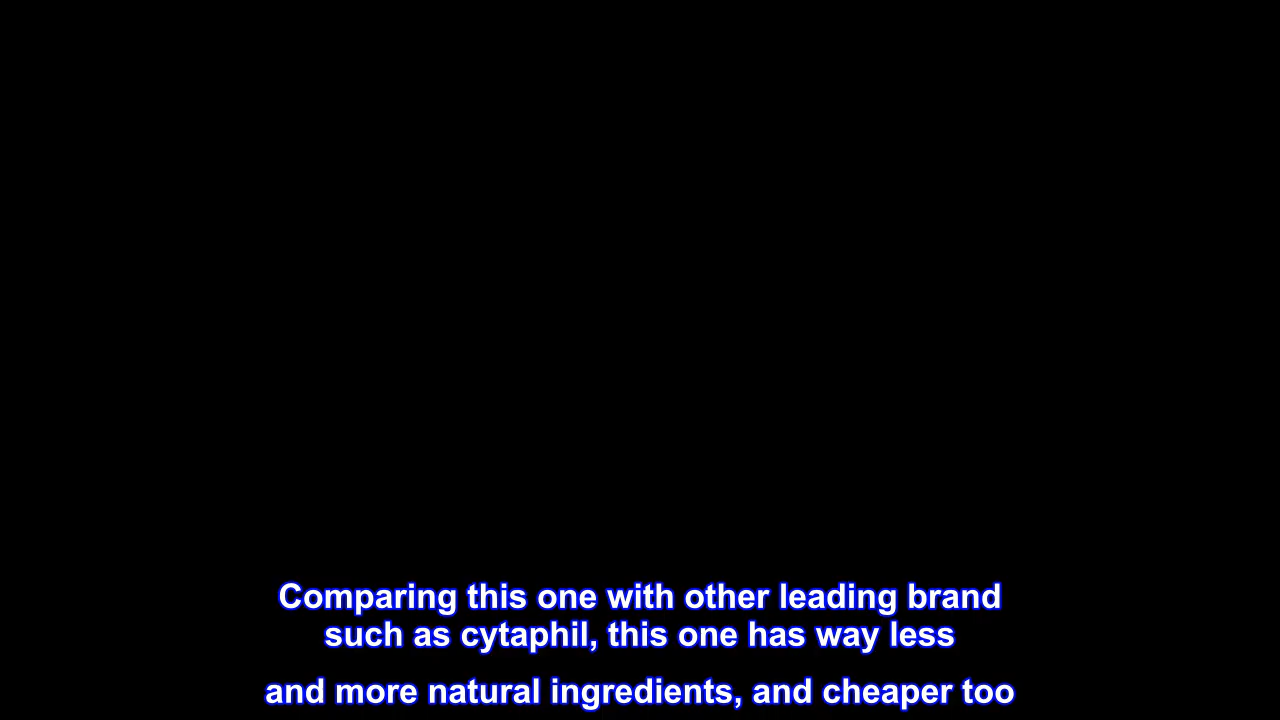 Comparing this one with other leading brand
such as cytaphil, this one has way less
and more natural ingredients, and cheaper too